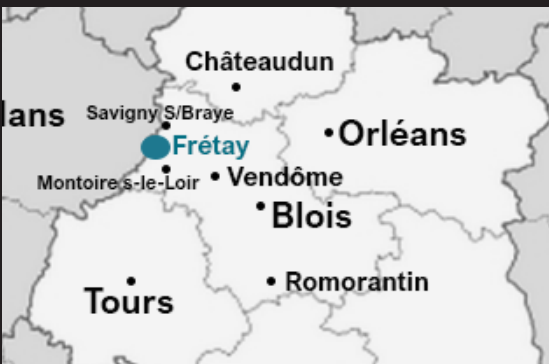 Châteaudun
lans
Savigny S/Braye
Orléans
Frétay
Montoire s-le-Loir
Vendôme
Blois
Romorantin
Tours